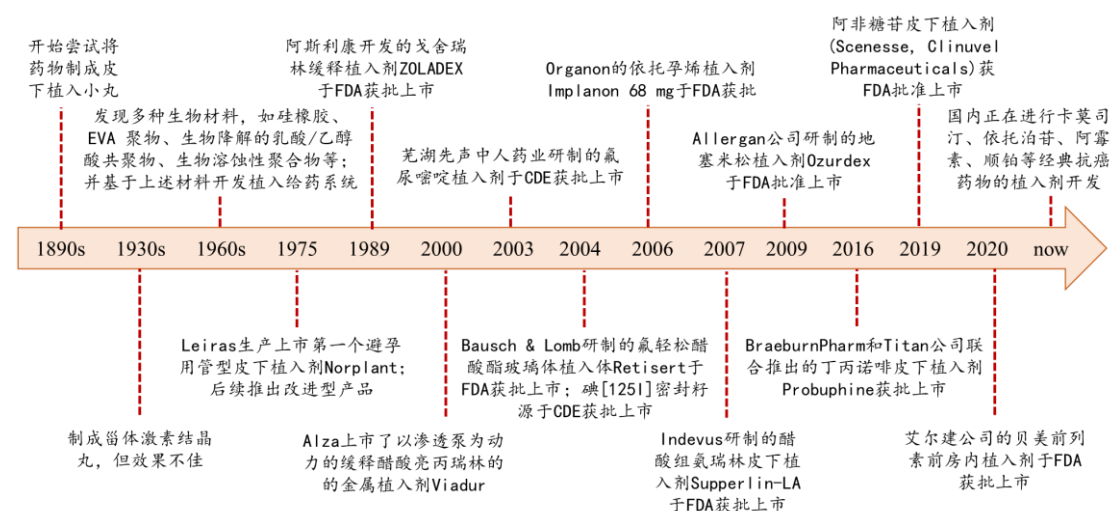 开始尝试将
药物制成皮
下植入小丸
发现多种生物材料，如硅橡胶、
EVA 聚物、生物降解的乳酸/乙醇
酸共聚物、生物溶蚀性聚合物等；
并基于上述材料开发植入给药系统
阿斯利康开发的戈舍瑞
林缓释植入剂ZOLADEX
于FDA获批上市
芜湖先声中人药业研制的氟
尿嘧啶植入剂于CDE获批上市
Organon的依托孕烯植入剂
Implanon 68 mg于FDA获批
Allergan公司研制的地
塞米松植入剂Ozurdex
于FDA批准上市
阿非糖苷皮下植入剂
(Scenesse, Clinuvel
Pharmaceuticals)获
FDA批准上市
国内正在进行卡莫司
汀、依托泊苷、阿霉
素、顺铂等经典抗癌
药物的植入剂开发
1890s 1930s 1960s 1975 1989 2000 2003 2004 2006 2007 2009 2016 2019 2020 now
制成甾体激素结晶
丸，但效果不佳
Leiras生产上市第一个避孕
用管型皮下植入剂Norplant；
后续推出改进型产品
Alza上市了以渗透泵为动
力的缓释醋酸亮丙瑞林的
的金属植入剂Viadur
Bausch & Lomb研制的氟轻松醋
酸酯玻璃体植入体Retisert于
FDA获批上市；碘[125I]密封籽
源于CDE获批上市
Indevus研制的醋
酸组氨瑞林皮下植
入剂Supperlin-LA
于FDA获批上市
BraeburnPharm和Titan公司联
合推出的丁丙诺啡皮下植入剂
Probuphine获批上市
艾尔建公司的贝美前列
素前房内植入剂于FDA
获批上市